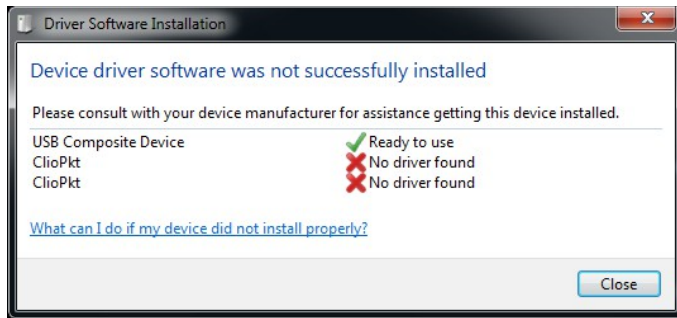 Driver Software Installation
Device driver software was not successfully installed
Please consult with your device manufacturer for assistance getting this device installed.
USB Composite Device Ready to use
ClioPkt No driver found
ClioPkt No driver found
What can I do if my device did not install properly?
Close